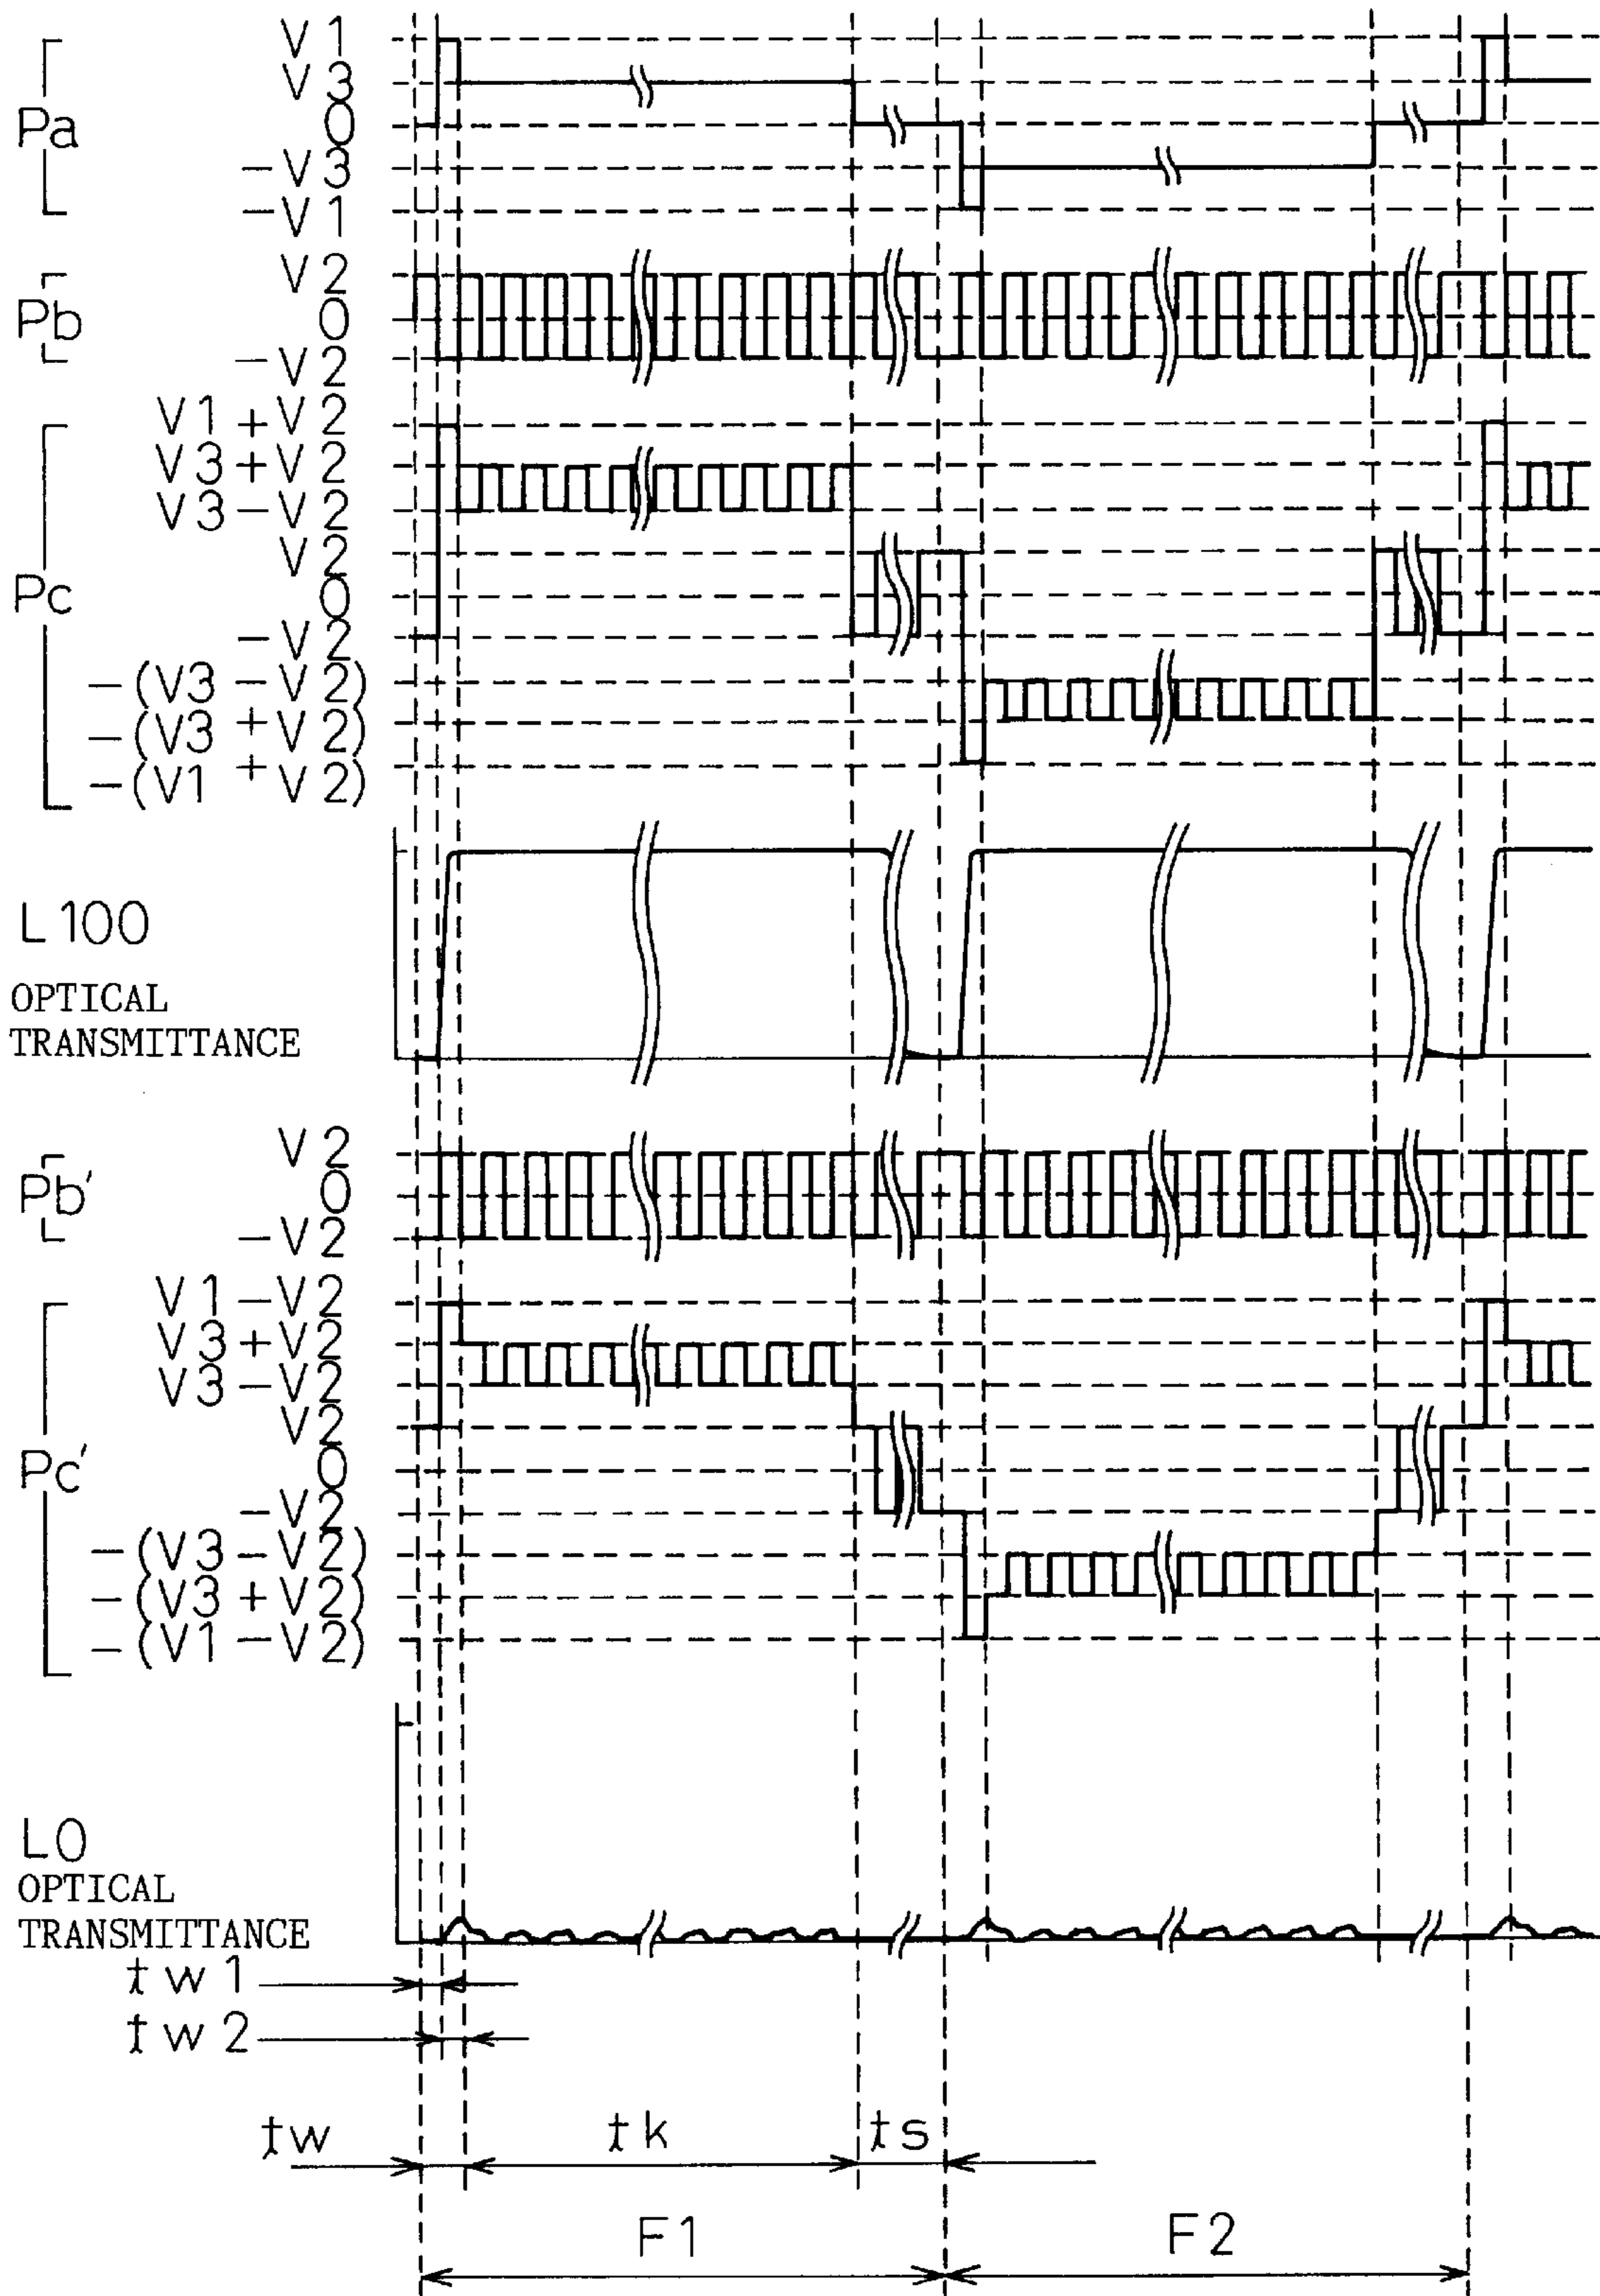 Pa
V1
V3
0
-V3
-V1
Pb
V2
0
-V2
Pc
V1+V2
V3+V2
V3-V2
V2
0
-V2
-(V3-V2)
-(V3+V2)
-(V1+V2)
L100
OPTICAL
TRANSMITTANCE
Pb'
V2
0
-V2
Pc'
V1-V2
V3+V2
V3-V2
V2
0
-V2
-(V3-V2)
-(V3+V2)
-(V1-V2)
L0
OPTICAL
TRANSMITTANCE
tw1
tw2
tw tk ts
F1 F2